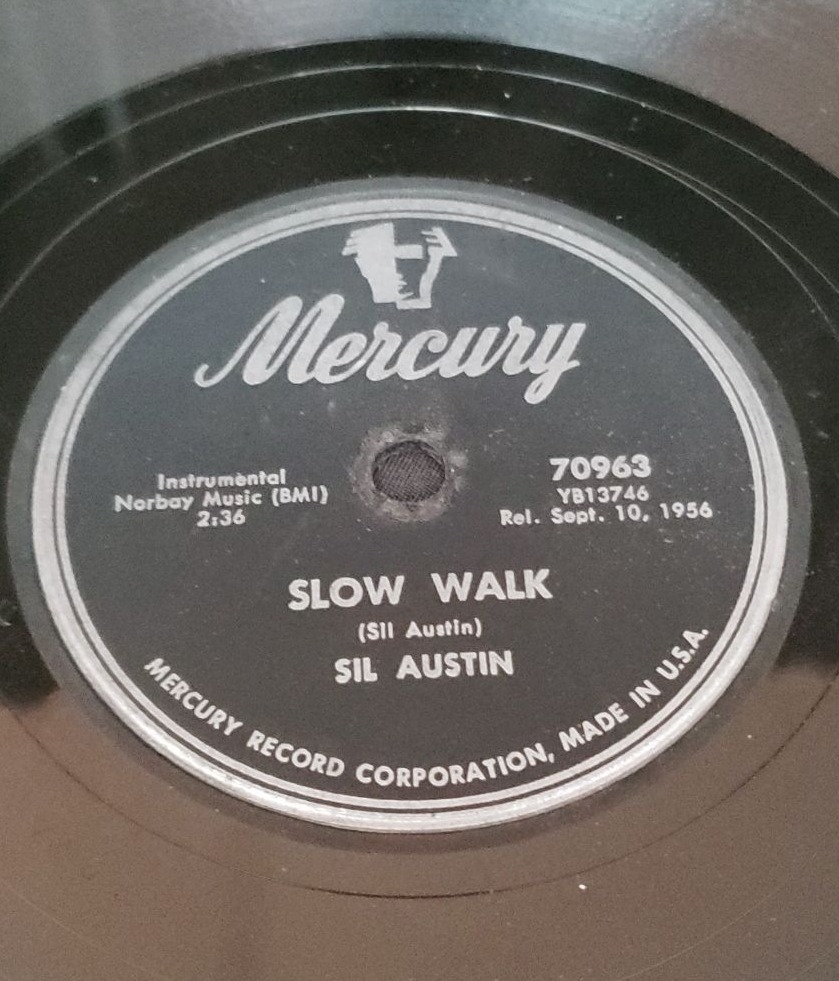 Mercury
Instrumental
Norbay Music (BMI)
2:36
70963
YB13746
Rel. Sept. 10, 1956
SLOW WALK
(Sil Austin)
SIL AUSTIN
MERCURY RECORD CORPORATION, MADE IN U.S.A.